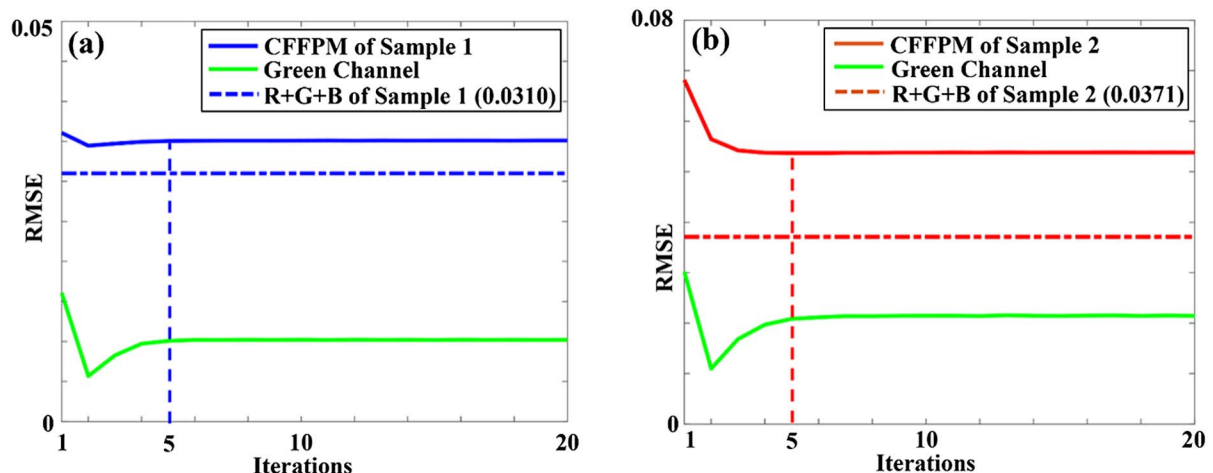 0.05
(a)
CFFPM of Sample 1
Green Channel
R+G+B of Sample 1 (0.0310)
RMSE
0
1
5
10
20
Iterations
0.08
(b)
CFFPM of Sample 2
Green Channel
R+G+B of Sample 2 (0.0371)
RMSE
0
1
5
10
20
Iterations